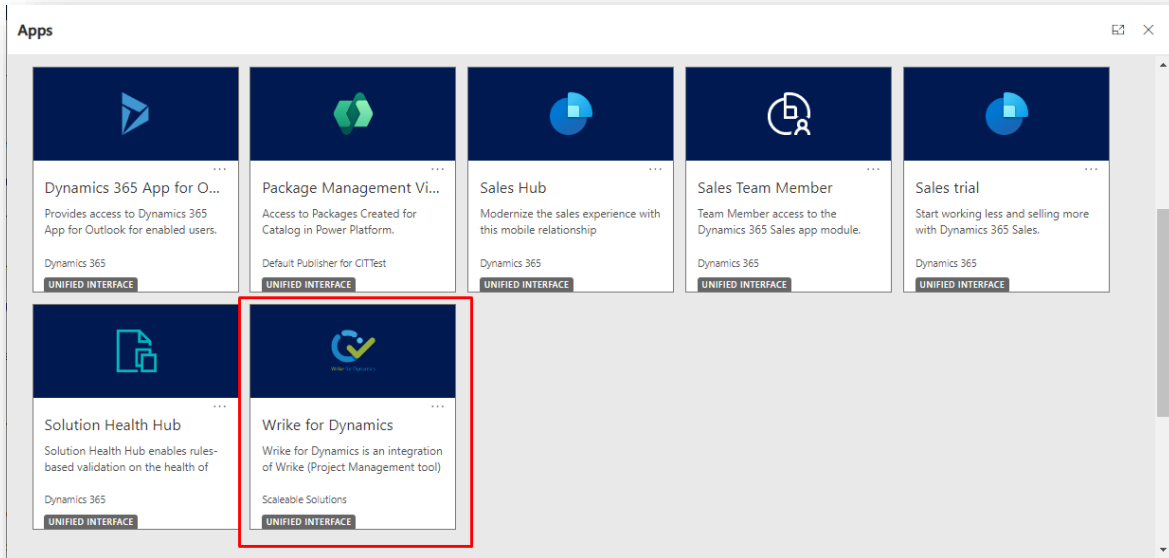 Apps
Dynamics 365 App for O...
Provides access to Dynamics 365
App for Outlook for enabled users.
Dynamics 365
UNIFIED INTERFACE
Package Management Vi...
Access to Packages Created for
Catalog in Power Platform.
Default Publisher for CITTest
UNIFIED INTERFACE
Sales Hub
Modernize the sales experience with
this mobile relationship
Dynamics 365
UNIFIED INTERFACE
Sales Team Member
Team Member access to the
Dynamics 365 Sales app module.
Dynamics 365
UNIFIED INTERFACE
Sales trial
Start working less and selling more
with Dynamics 365 Sales.
Dynamics 365
UNIFIED INTERFACE
Solution Health Hub
Solution Health Hub enables rules-
based validation on the health of
Dynamics 365
UNIFIED INTERFACE
Wrike for Dynamics
Wrike for Dynamics
Wrike for Dynamics is an integration
of Wrike (Project Management tool)
Scaleable Solutions
UNIFIED INTERFACE